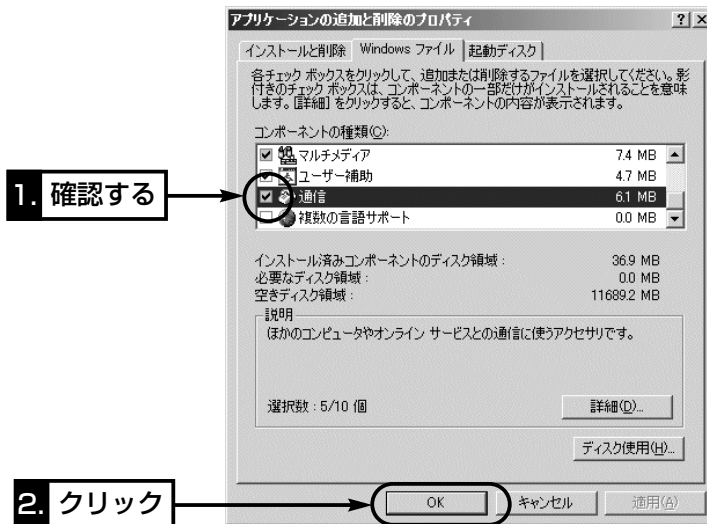 アプリケーションの追加と削除のプロパティ
インストールと削除 Windows ファイル 起動ディスク
各チェック ボックスをクリックして、追加または削除するファイルを選択してください。影
付きのチェック ボックスは、コンポーネントの一部だけがインストールされることを意味
します。[詳細] をクリックすると、コンポーネントの内容が表示されます。
コンポーネントの種類(C):
マルチメディア 7.4 MB
ユーザー補助 4.7 MB
1. 確認する
通信 6.1 MB
複数の言語サポート 0.0 MB
インストール済みコンポーネントのディスク領域 : 36.9 MB
必要なディスク領域 : 0.0 MB
空きディスク領域 : 11689.2 MB
説明
ほかのコンピュータやオンライン サービスとの通信に使うアクセサリです。
選択数 : 5/10 個 詳細(D)...
ディスク使用(H)...
2. クリック
OK キャンセル 適用(A)